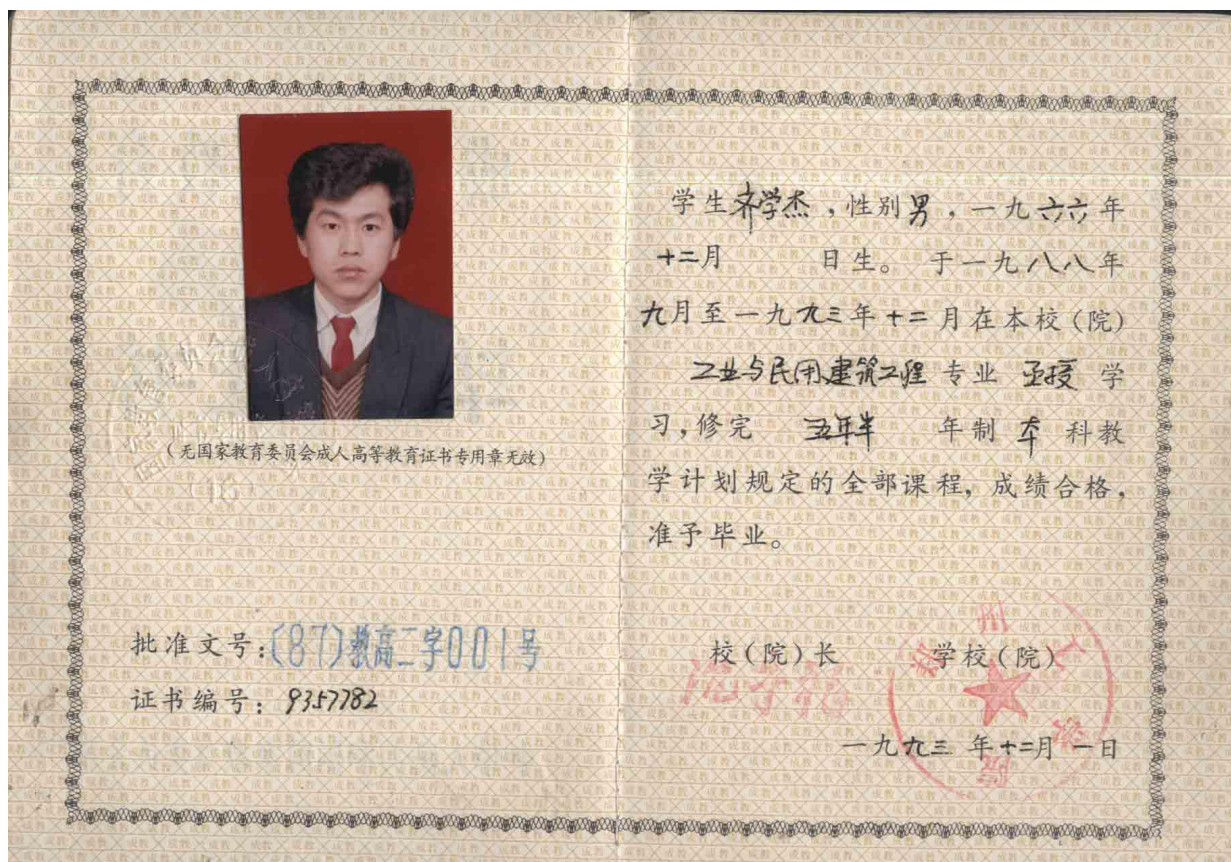 （无国家教育委员会成人高等教育证书专用章无效）
批准文号：(87)教高二字001号
证书编号：9357782
学生齐学杰，性别男，一九六六年
十二月　　日生。于一九八八年
九月至一九九三年十二月在本校（院）
工业与民用建筑工程 专业 函授 学
习，修完 五年半 年制 本 科教
学计划规定的全部课程，成绩合格，
准予毕业。
校（院）长　　学校（院）
一九九三 年十二月 一日